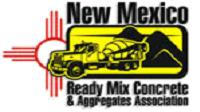 New Mexico
Ready Mix Concrete
& Aggregates Association